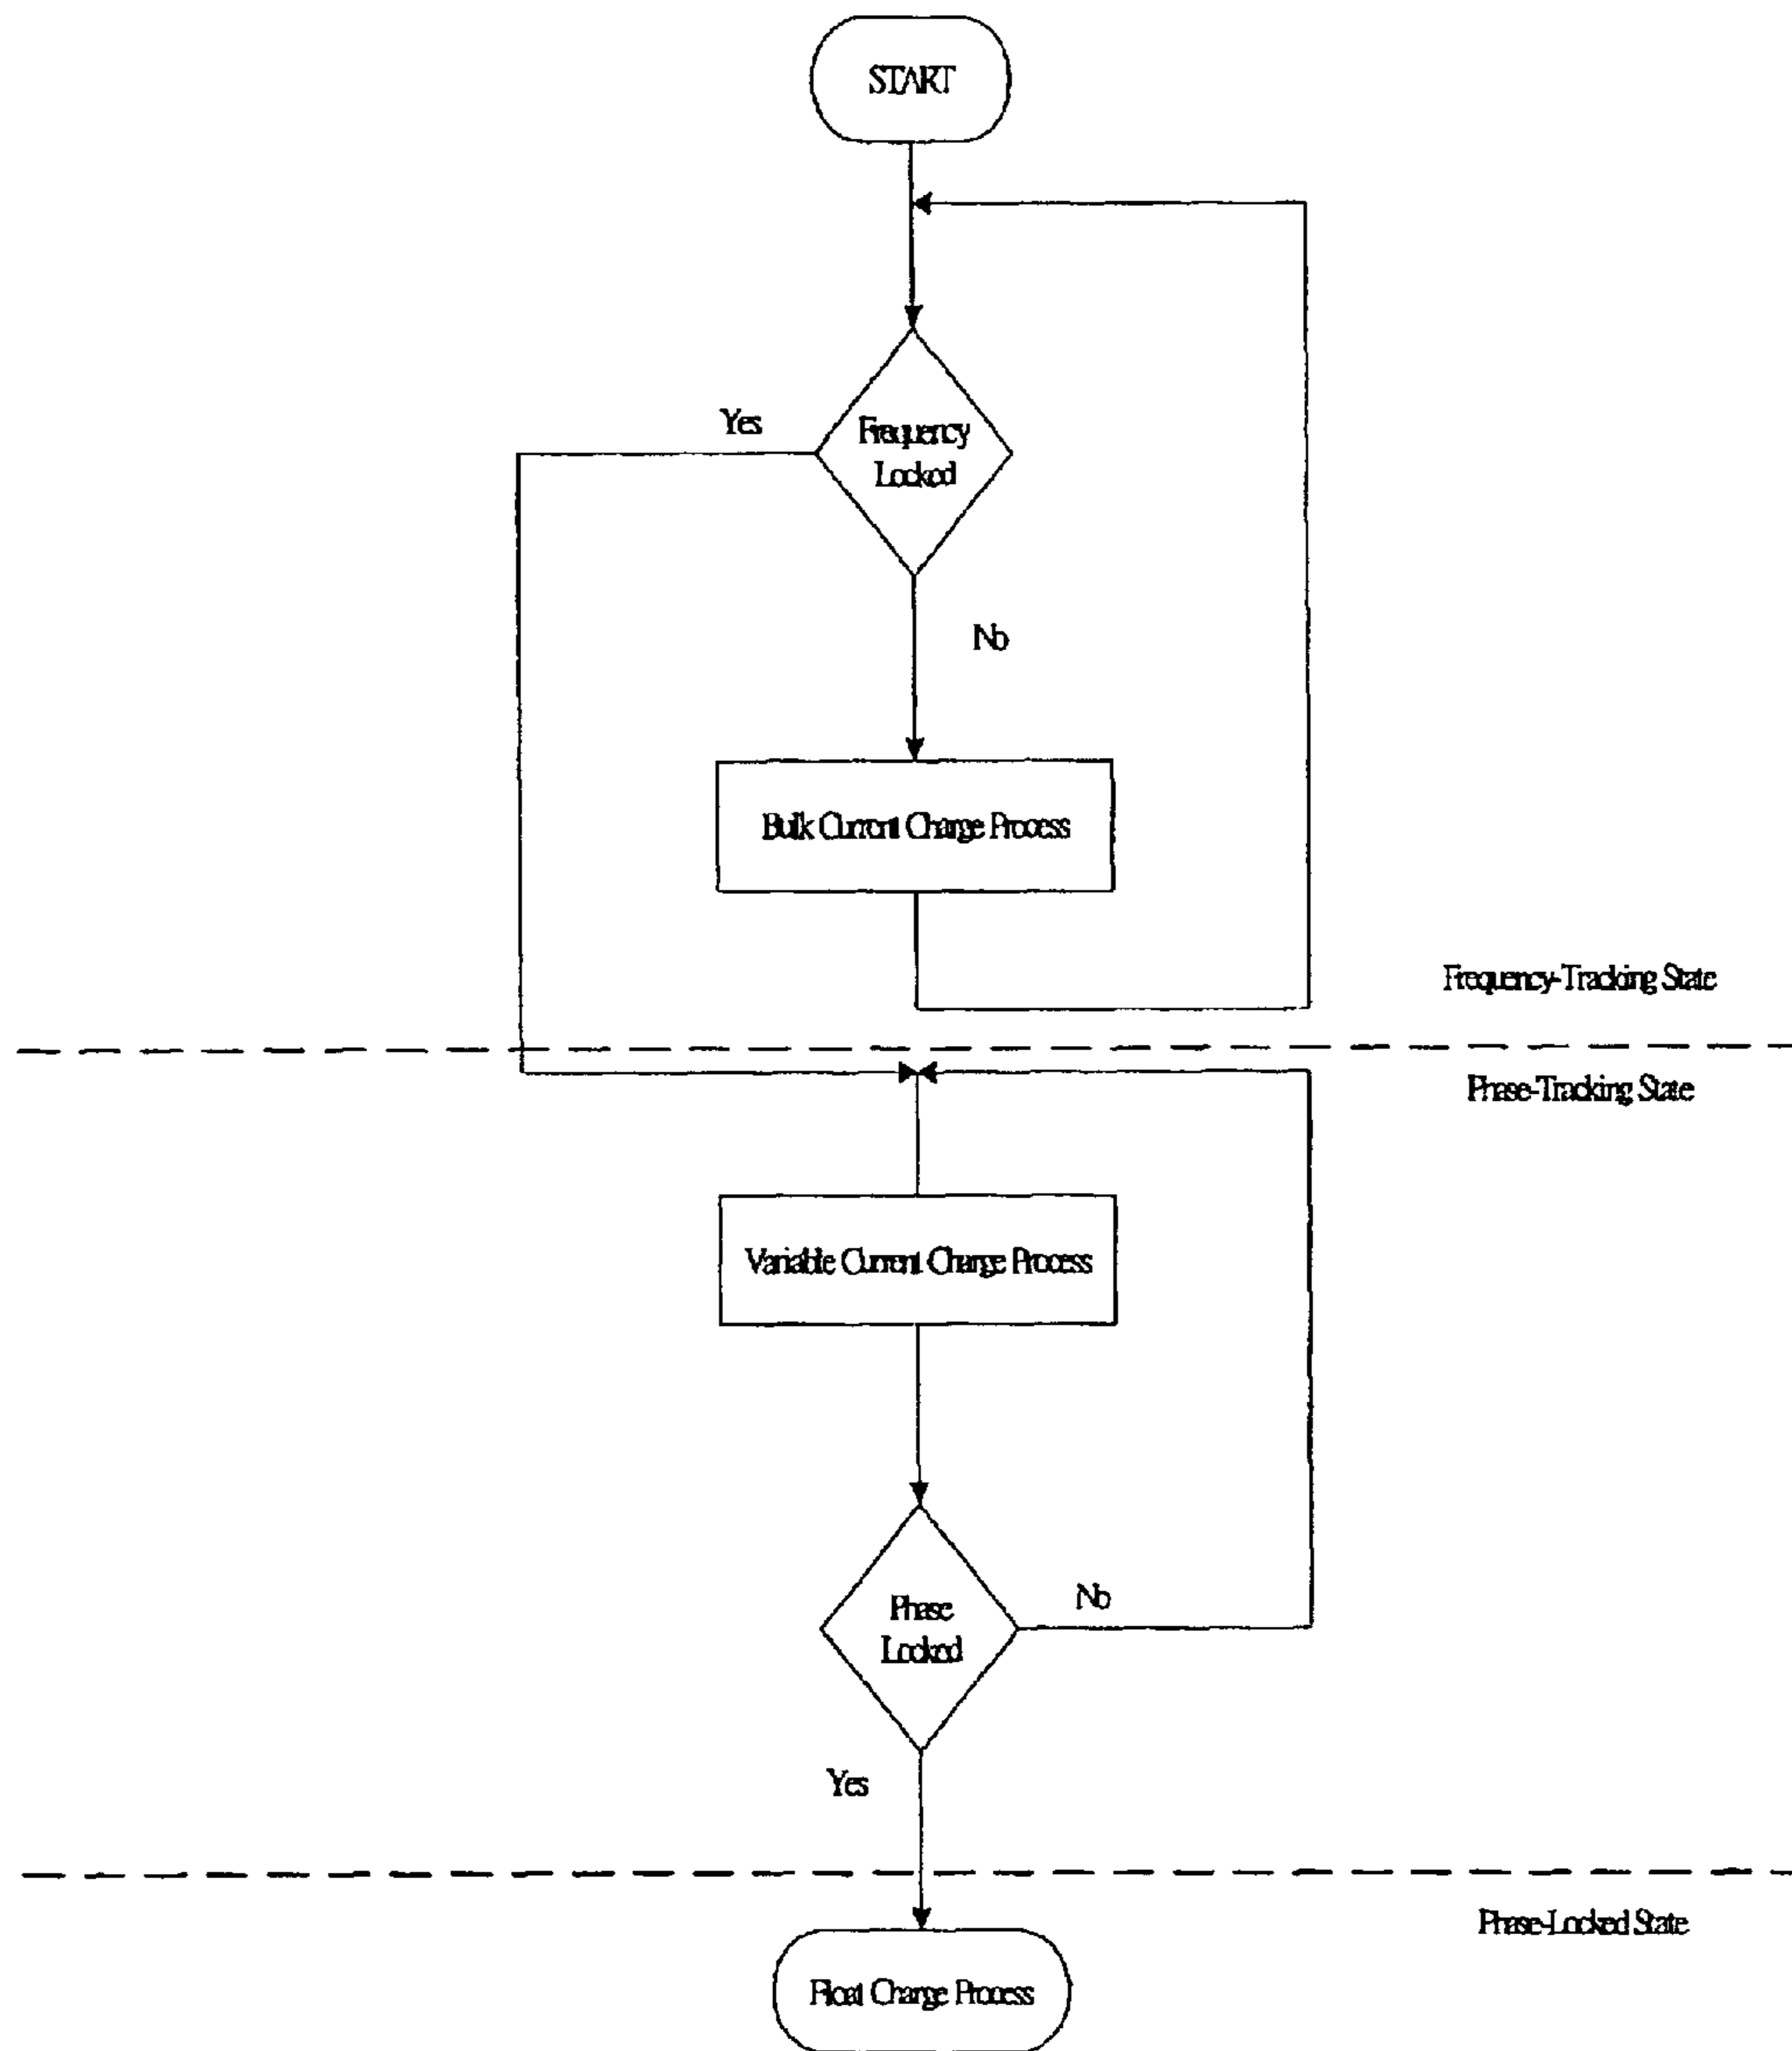 START
Yes
Frequency
Locked
No
Bulk Current Charge Process
Frequency-Tracking State
Phase-Tracking State
Variable Current Charge Process
Phase
Locked
No
Yes
Phase-Locked State
Float Charge Process